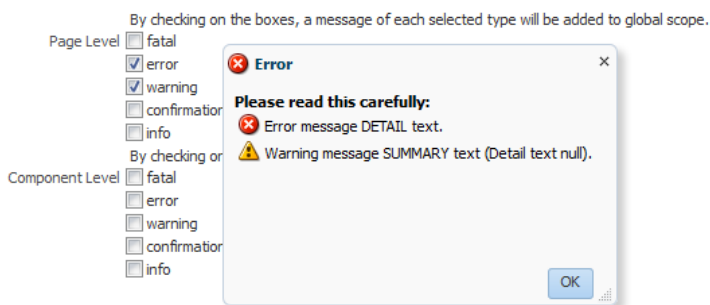 By checking on the boxes, a message of each selected type will be added to global scope.
Page Level fatal
error
warning
confirmation
info
By checking or
Component Level fatal
error
warning
confirmation
info
Error
Please read this carefully:
Error message DETAIL text.
Warning message SUMMARY text (Detail text null).
OK